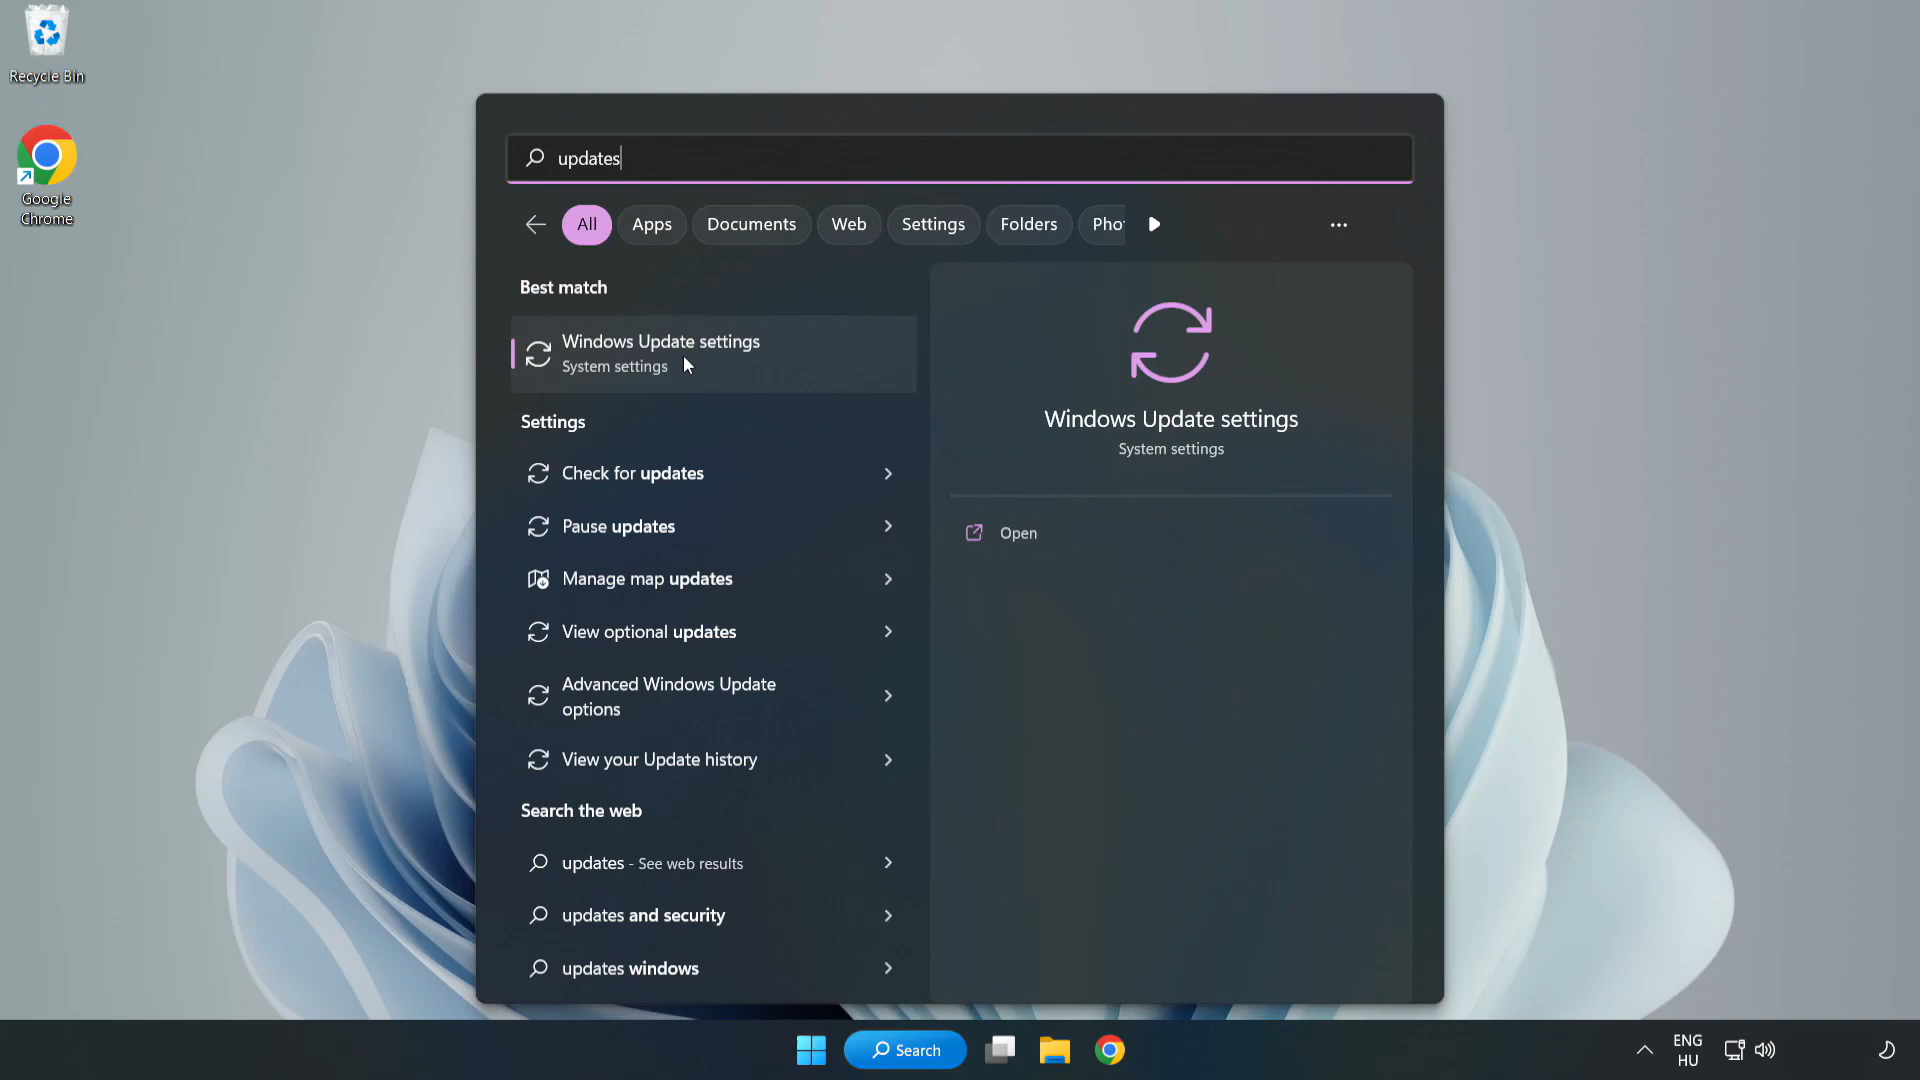 Recycle Bin
Google
Chrome
updates
All
Apps
Documents
Web
Settings
Folders
Pho
Best match
Windows Update settings
System settings
Settings
Check for updates
Pause updates
Manage map updates
View optional updates
Advanced Windows Update
options
View your Update history
Search the web
updates - See web results
updates and security
updates windows
Windows Update settings
System settings
Open
Search
ENG
HU